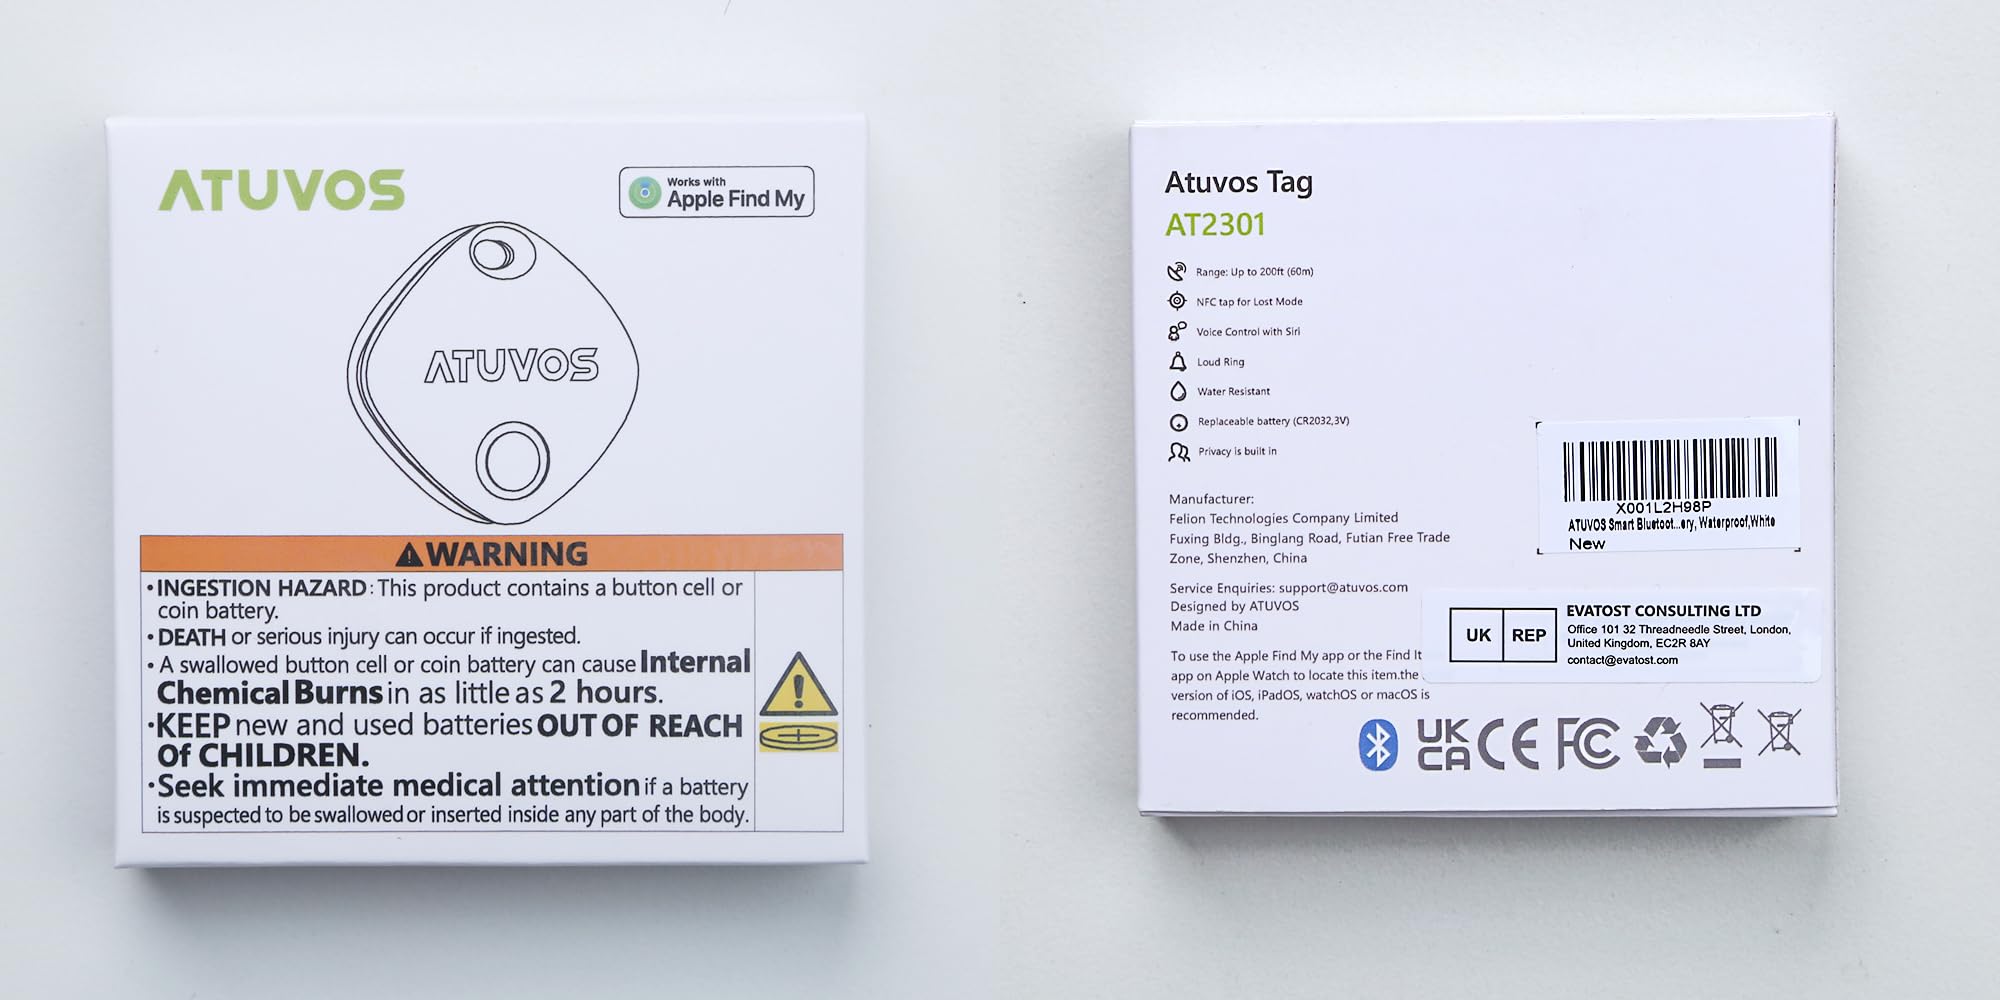 ATUVOS
Works with
Apple Find My
ATUVOS
WARNING
•INGESTION HAZARD: This product contains a button cell or
coin battery.
•DEATH or serious injury can occur if ingested.
•A swallowed button cell or coin battery can cause Internal
Chemical Burns in as little as 2 hours.
•KEEP new and used batteries OUT OF REACH
Of CHILDREN.
•Seek immediate medical attention if a battery
is suspected to be swallowed or inserted inside any part of the body.
Atuvos Tag
AT2301
Range: Up to 200ft (60m)
NFC tap for Lost Mode
Voice Control with Siri
Loud Ring
Water Resistant
Replaceable battery (CR2032,3V)
Privacy is built in
Manufacturer:
Felion Technologies Company Limited
Fuxing Bldg., Binglang Road, Futian Free Trade
Zone, Shenzhen, China
Service Enquiries: support@atuvos.com
Designed by ATUVOS
Made in China
To use the Apple Find My app or the Find It
app on Apple Watch to locate this item.the
version of iOS, iPadOS, watchOS or macOS is
recommended.
X001L2H98P
ATUVOS Smart Bluetoot...ery, Waterproof,White
New
UK REP
EVATOST CONSULTING LTD
Office 101 32 Threadneedle Street, London,
United Kingdom, EC2R 8AY
contact@evatost.com
UK
CA CE FC